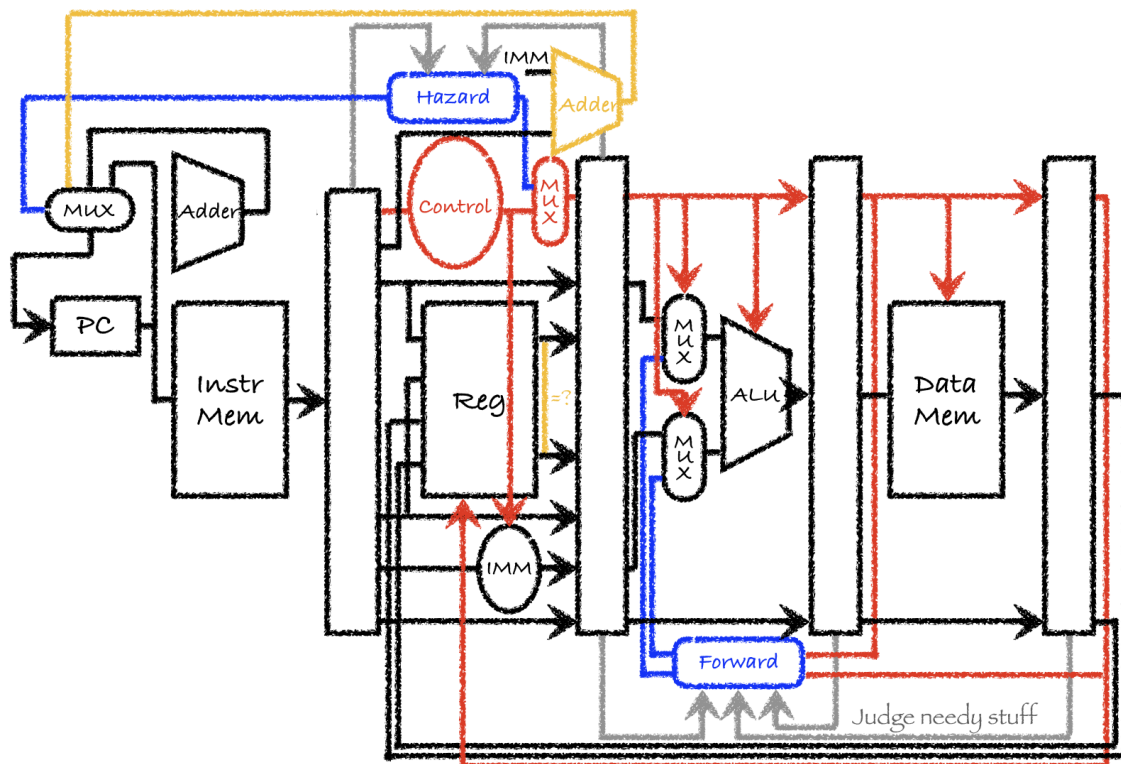 IMM
Hazard
Adder
MUX
Adder
Control
MUX
PC
Instr
Mem
Reg
=?
MUX
MUX
ALU
Data
Mem
IMM
Forward
Judge needy stuff